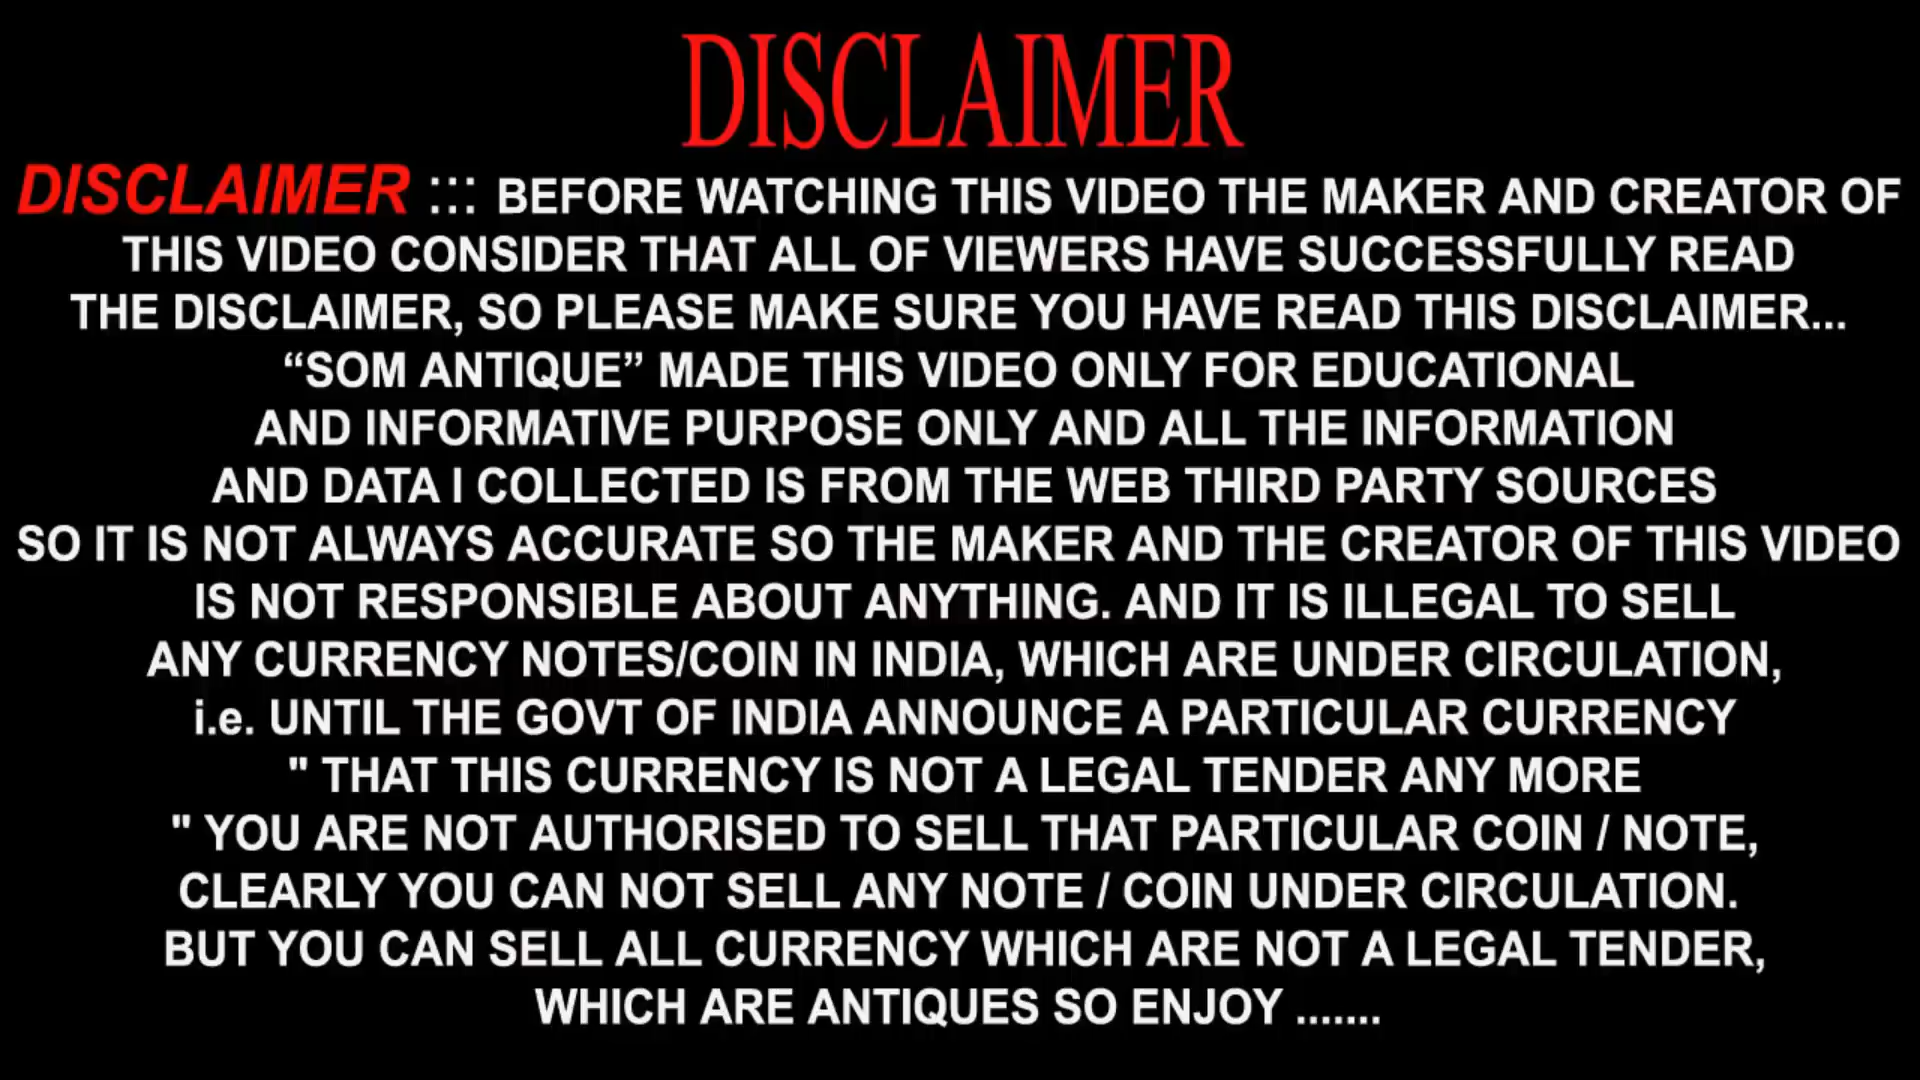 DISCLAIMER
DISCLAIMER ::: BEFORE WATCHING THIS VIDEO THE MAKER AND CREATOR OF
THIS VIDEO CONSIDER THAT ALL OF VIEWERS HAVE SUCCESSFULLY READ
THE DISCLAIMER, SO PLEASE MAKE SURE YOU HAVE READ THIS DISCLAIMER...
“SOM ANTIQUE” MADE THIS VIDEO ONLY FOR EDUCATIONAL
AND INFORMATIVE PURPOSE ONLY AND ALL THE INFORMATION
AND DATA I COLLECTED IS FROM THE WEB THIRD PARTY SOURCES
SO IT IS NOT ALWAYS ACCURATE SO THE MAKER AND THE CREATOR OF THIS VIDEO
IS NOT RESPONSIBLE ABOUT ANYTHING. AND IT IS ILLEGAL TO SELL
ANY CURRENCY NOTES/COIN IN INDIA, WHICH ARE UNDER CIRCULATION,
i.e. UNTIL THE GOVT OF INDIA ANNOUNCE A PARTICULAR CURRENCY
" THAT THIS CURRENCY IS NOT A LEGAL TENDER ANY MORE
" YOU ARE NOT AUTHORISED TO SELL THAT PARTICULAR COIN / NOTE,
CLEARLY YOU CAN NOT SELL ANY NOTE / COIN UNDER CIRCULATION.
BUT YOU CAN SELL ALL CURRENCY WHICH ARE NOT A LEGAL TENDER,
WHICH ARE ANTIQUES SO ENJOY .......